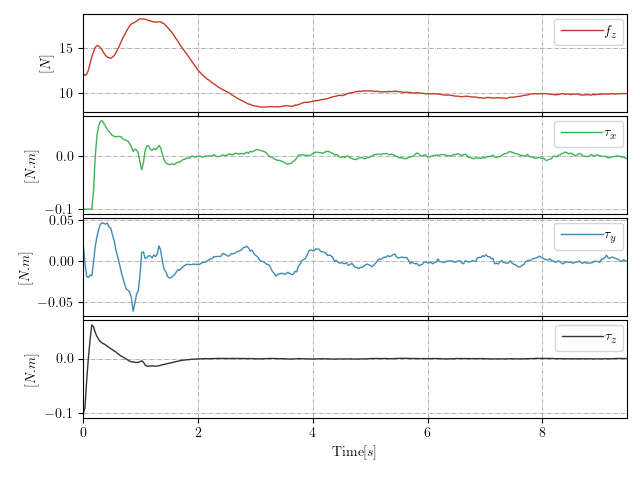 [N]
15
10
f_z
[N.m]
0.0
−0.1
τ_x
[N.m]
0.05
0.00
−0.05
τ_y
[N.m]
0.0
−0.1
τ_z
0 2 4 6 8
Time[s]